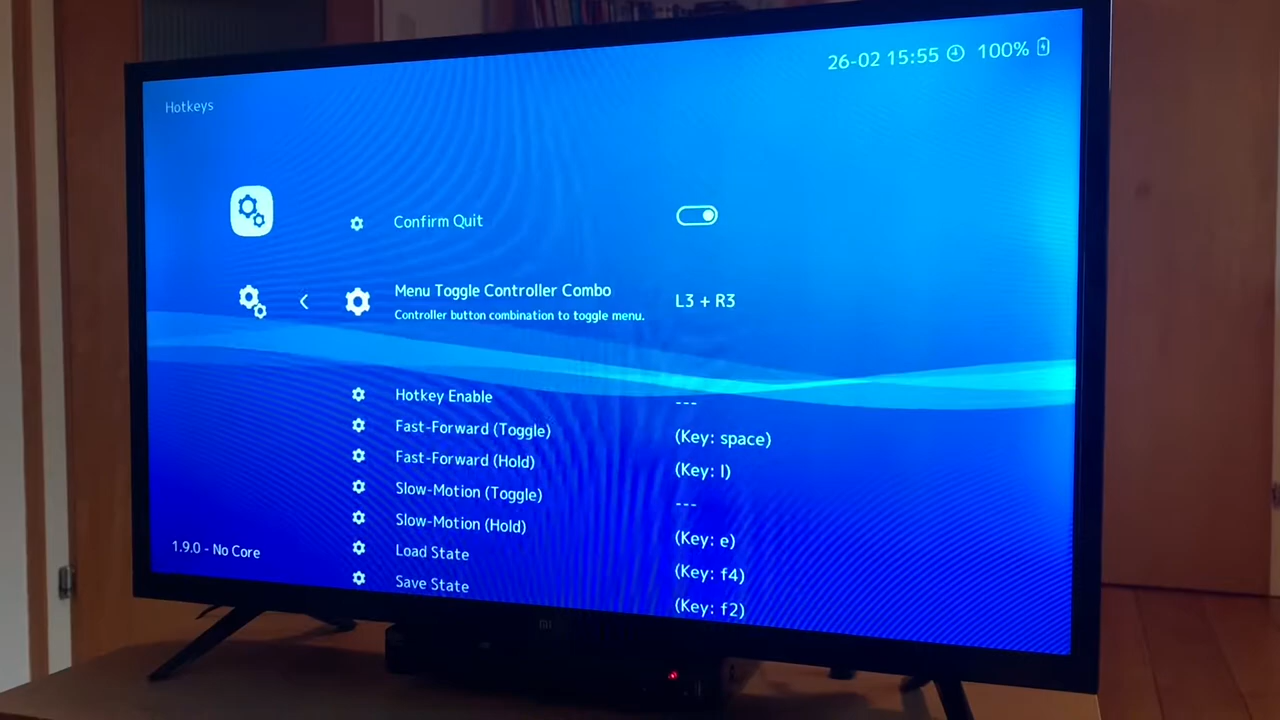 26-02 15:55 100%
Hotkeys
Confirm Quit
Menu Toggle Controller Combo L3 + R3
Controller button combination to toggle menu.
Hotkey Enable ---
Fast-Forward (Toggle) (Key: space)
Fast-Forward (Hold) (Key: l)
Slow-Motion (Toggle) ---
Slow-Motion (Hold) (Key: e)
Load State (Key: f4)
Save State (Key: f2)
1.9.0 - No Core
mi